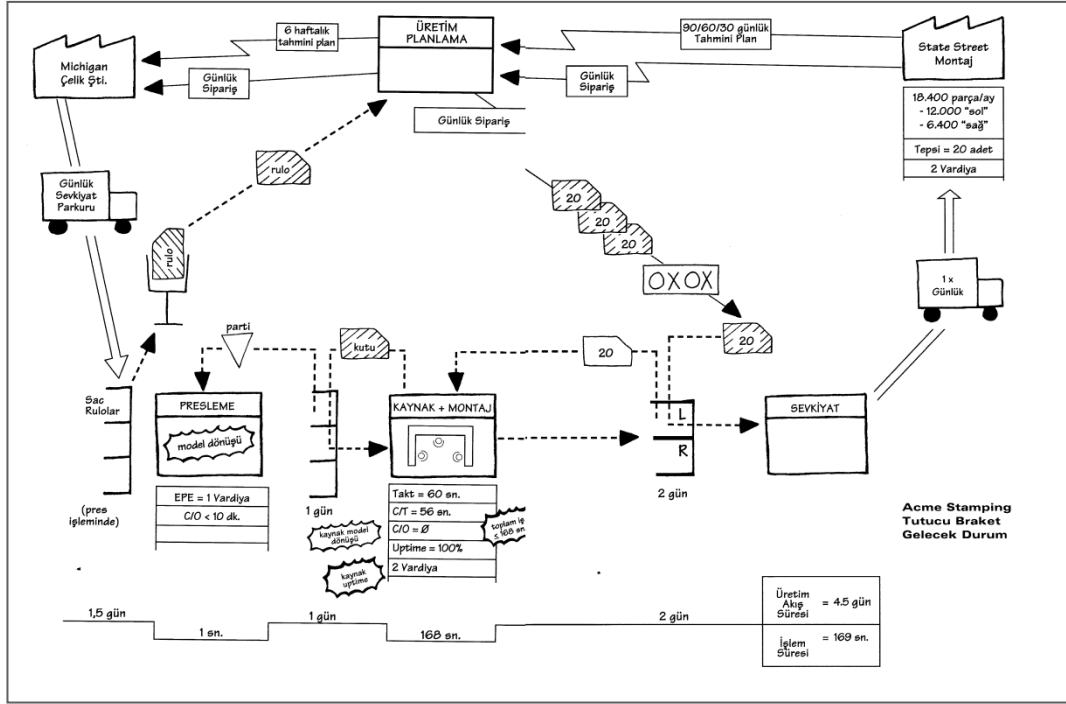 Michigan
Çelik Şti.
6 haftalık
tahmini plan
Günlük
Sipariş
ÜRETİM
PLANLAMA
90/60/30 günlük
Tahmini Plan
Günlük
Sipariş
State Street
Montaj
18.400 parça/ay
- 12.000 "sol"
- 6.400 "sağ"
Tepsi = 20 adet
2 Vardiya
Günlük Sipariş
Günlük
Sevkiyat
Parkuru
rulo
rulo
20
20
20
OXOX
1 x
Günlük
parti
kutu
20
20
Sac
Rulolar
(pres
işleminde)
PRESLEME
model dönüşü
EPE = 1 Vardiya
C/O < 10 dk.
1 gün
KAYNAK + MONTAJ
Takt = 60 sn.
C/T = 56 sn.
C/O = Ø
Uptime = 100%
2 Vardiya
kaynak model
dönüşü
kaynak
uptime
toplam iş
≤ 168 sn
L
R
2 gün
SEVKİYAT
Acme Stamping
Tutucu Braket
Gelecek Durum
1,5 gün
1 sn.
1 gün
168 sn.
2 gün
Üretim
Akış
Süresi
= 4.5 gün
İşlem
Süresi
= 169 sn.